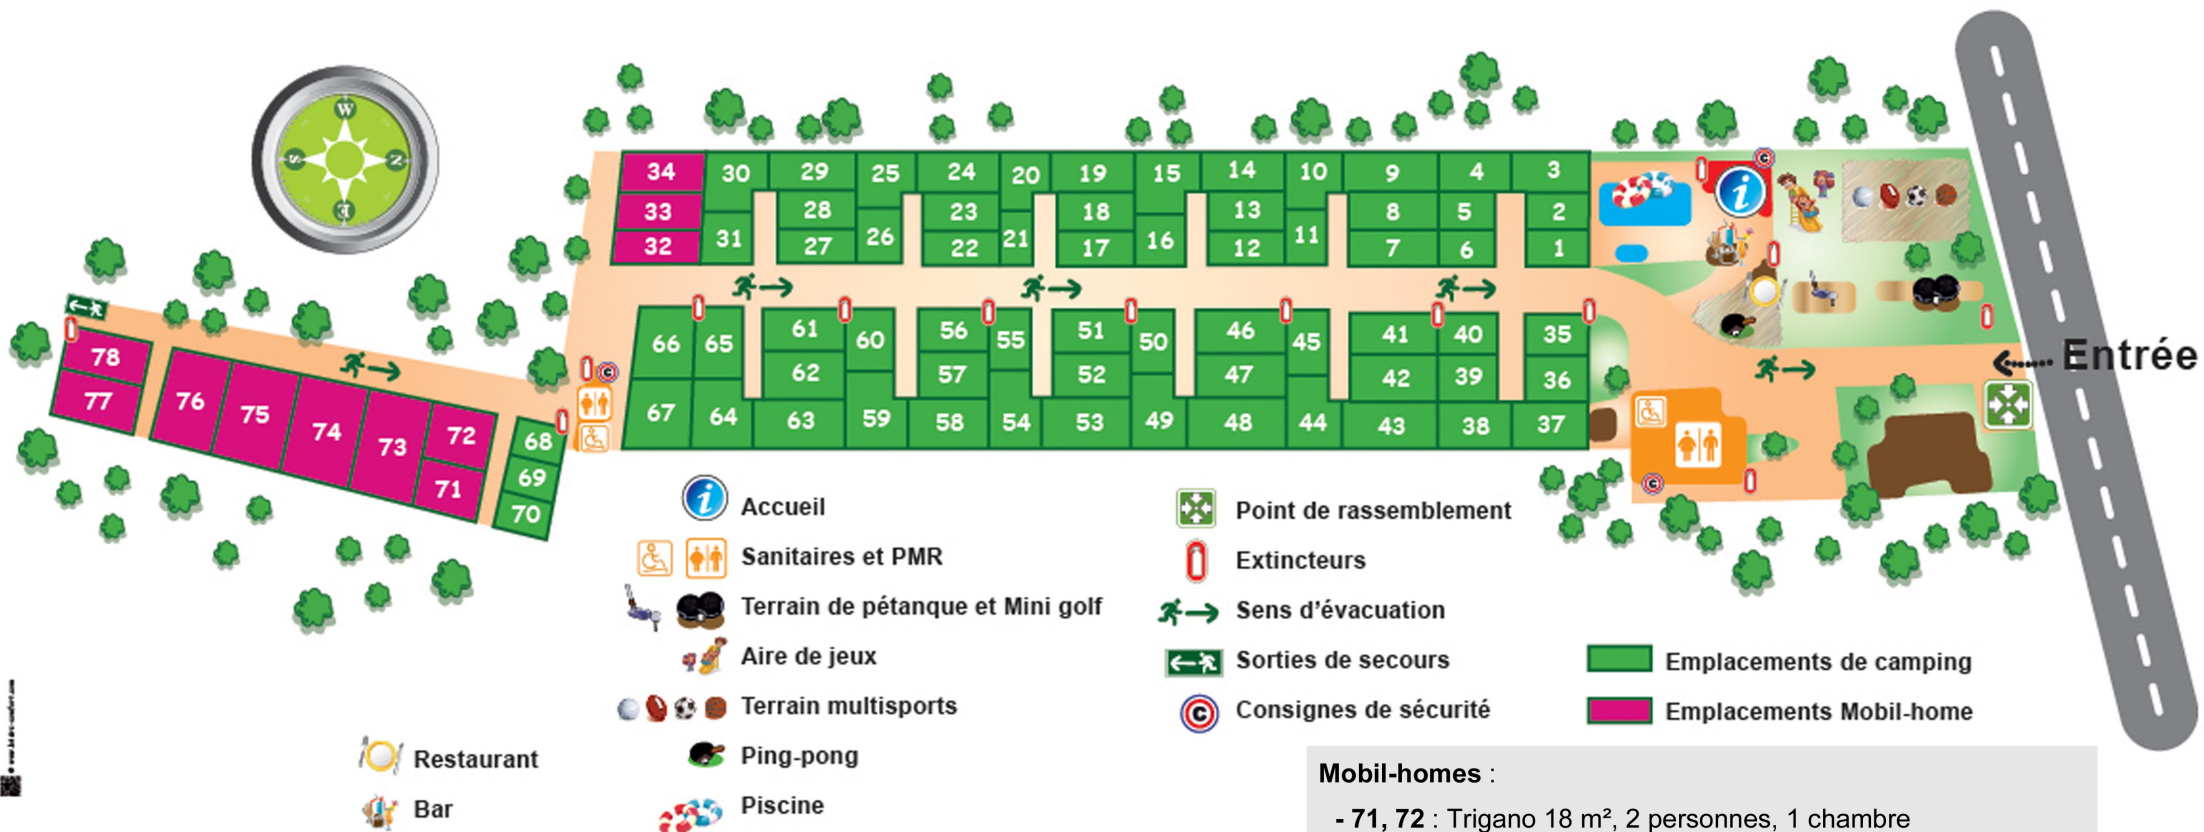 W
S
N
E
34 30 29 25 24 20 19 15 14 10 9 4 3
33 28 23 18 13 8 5 2
32 31 27 26 22 21 17 16 12 11 7 6 1
66 65 61 60 56 55 51 50 46 45 41 40 35
62 57 52 47 42 39 36
67 64 63 59 58 54 53 49 48 44 43 38 37
Entrée
78
77 76 75 74 73 72 68
71 69
70
i Accueil
Sanitaires et PMR
Terrain de pétanque et Mini golf
Aire de jeux
Terrain multisports
Ping-pong
Piscine
Restaurant
Bar
Point de rassemblement
Extincteurs
Sens d'évacuation
Sorties de secours
C Consignes de sécurité
Emplacements de camping
Emplacements Mobil-home
Mobil-homes :
- 71, 72 : Trigano 18 m², 2 personnes, 1 chambre